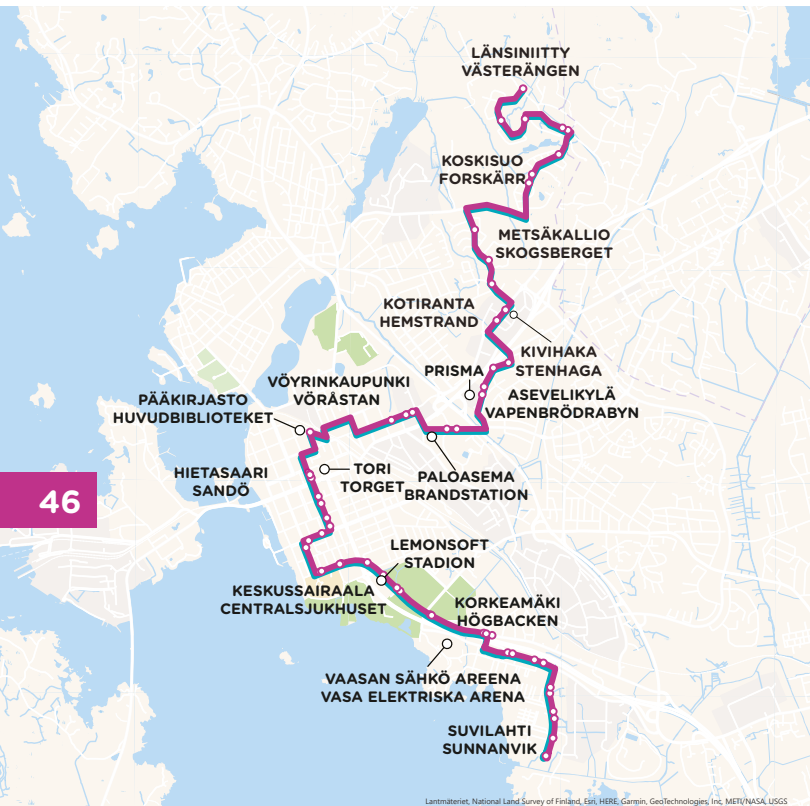 LÄNSINIITTY
VÄSTERÄNGEN
KOSKISUO
FORSKÄRR
METSÄKALLIO
SKOGSBERGET
KOTIRANTA
HEMSTRAND
KIVIHAKA
STENHAGA
PRISMA
ASEVELIKYLÄ
VAPENBRÖDRABYN
VÖYRINKAUPUNKI
VÖRÅSTAN
PÄÄKIRJASTO
HUVUDBIBLIOTEKET
HIETASAARI
SANDÖ
TORI
TORGET
PALOASEMA
BRANDSTATION
46
LEMONSOFT
STADION
KESKUSSAIRAALA
CENTRALSJUKHUSET
KORKEAMÄKI
HÖGBACKEN
VAASAN SÄHKÖ AREENA
VASA ELEKTRISKA ARENA
SUVILAHTI
SUNNANVIK
Lantmäteriet, National Land Survey of Finland, Esri, HERE, Garmin, GeoTechnologies, Inc, METI/NASA, USGS